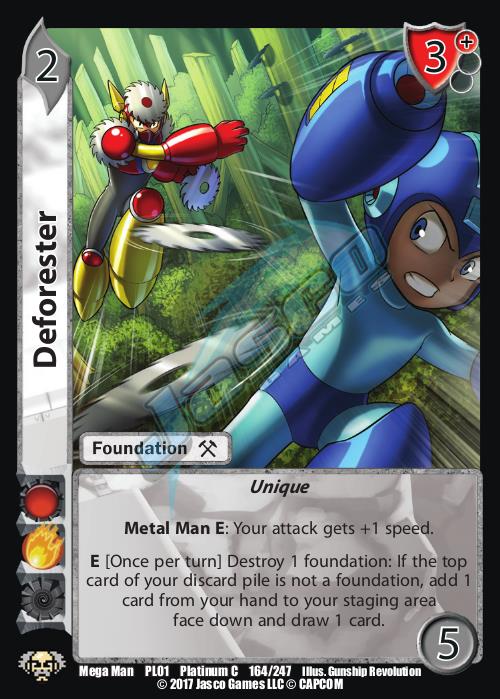 2
3
+
Deforester
Jasco
GAMES
Foundation
Unique
Metal Man E: Your attack gets +1 speed.
E [Once per turn] Destroy 1 foundation: If the top
card of your discard pile is not a foundation, add 1
card from your hand to your staging area
face down and draw 1 card.
5
Mega Man PL01 Platinum C 164/247 Illus. Gunship Revolution
© 2017 Jasco Games LLC © CAPCOM